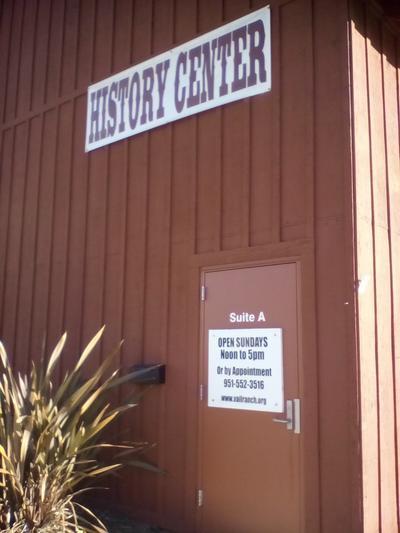 HISTORY CENTER
Suite A
OPEN SUNDAYS
Noon to 5pm
Or by Appointment
951-552-3516
www.vailranch.org